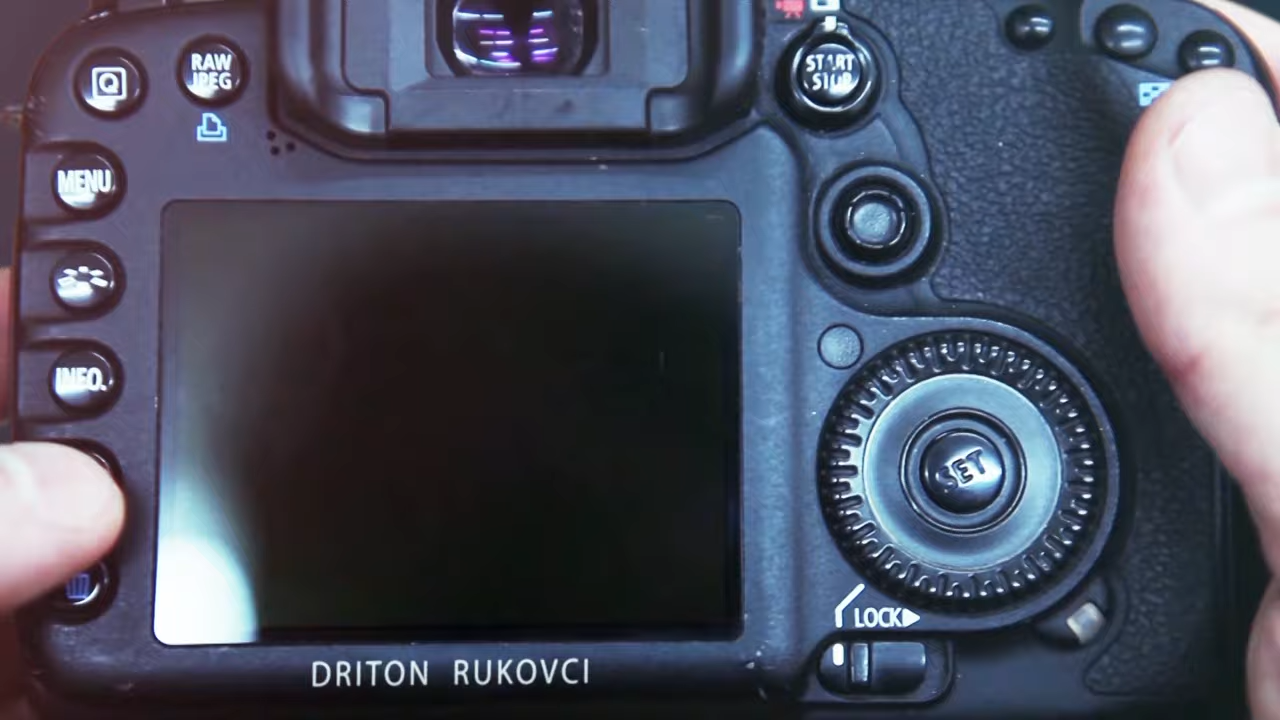 Q
RAW
JPEG
START
STOP
MENU
INFO.
SET
LOCK
DRITON RUKOVCI